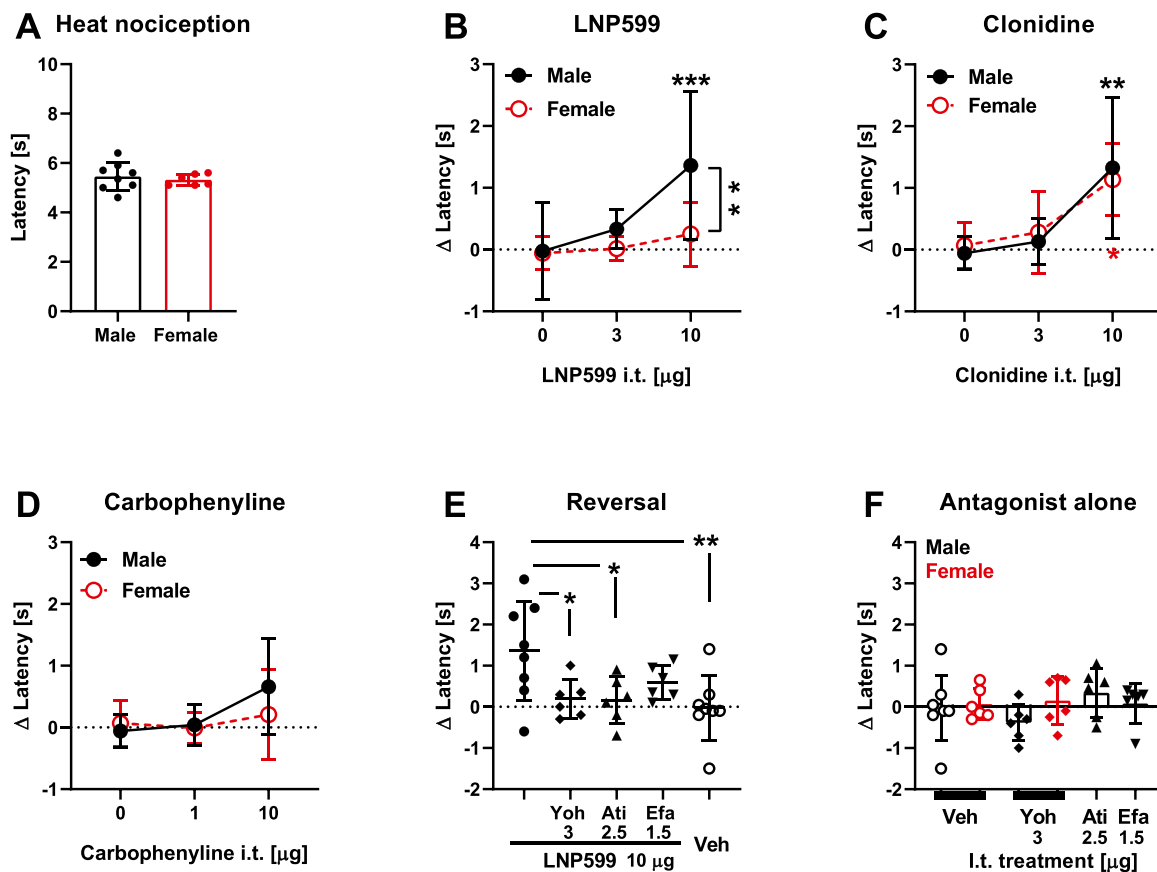 A Heat nociception
10
8
6
4
2
0
Latency [s]
Male Female
B LNP599
Male
Female
3
2
1
0
-1
Δ Latency [s]
***
**
0 3 10
LNP599 i.t. [μg]
C Clonidine
Male
Female
3
2
1
0
-1
Δ Latency [s]
**
*
0 3 10
Clonidine i.t. [μg]
D Carbophenyline
Male
Female
3
2
1
0
-1
Δ Latency [s]
0 1 10
Carbophenyline i.t. [μg]
E Reversal
4
3
2
1
0
-1
-2
Δ Latency [s]
**
*
*
Yoh Ati Efa
3 2.5 1.5
Veh
LNP599 10 μg
F Antagonist alone
Male
Female
4
3
2
1
0
-1
-2
Δ Latency [s]
Veh Yoh Ati Efa
3 2.5 1.5
I.t. treatment [μg]